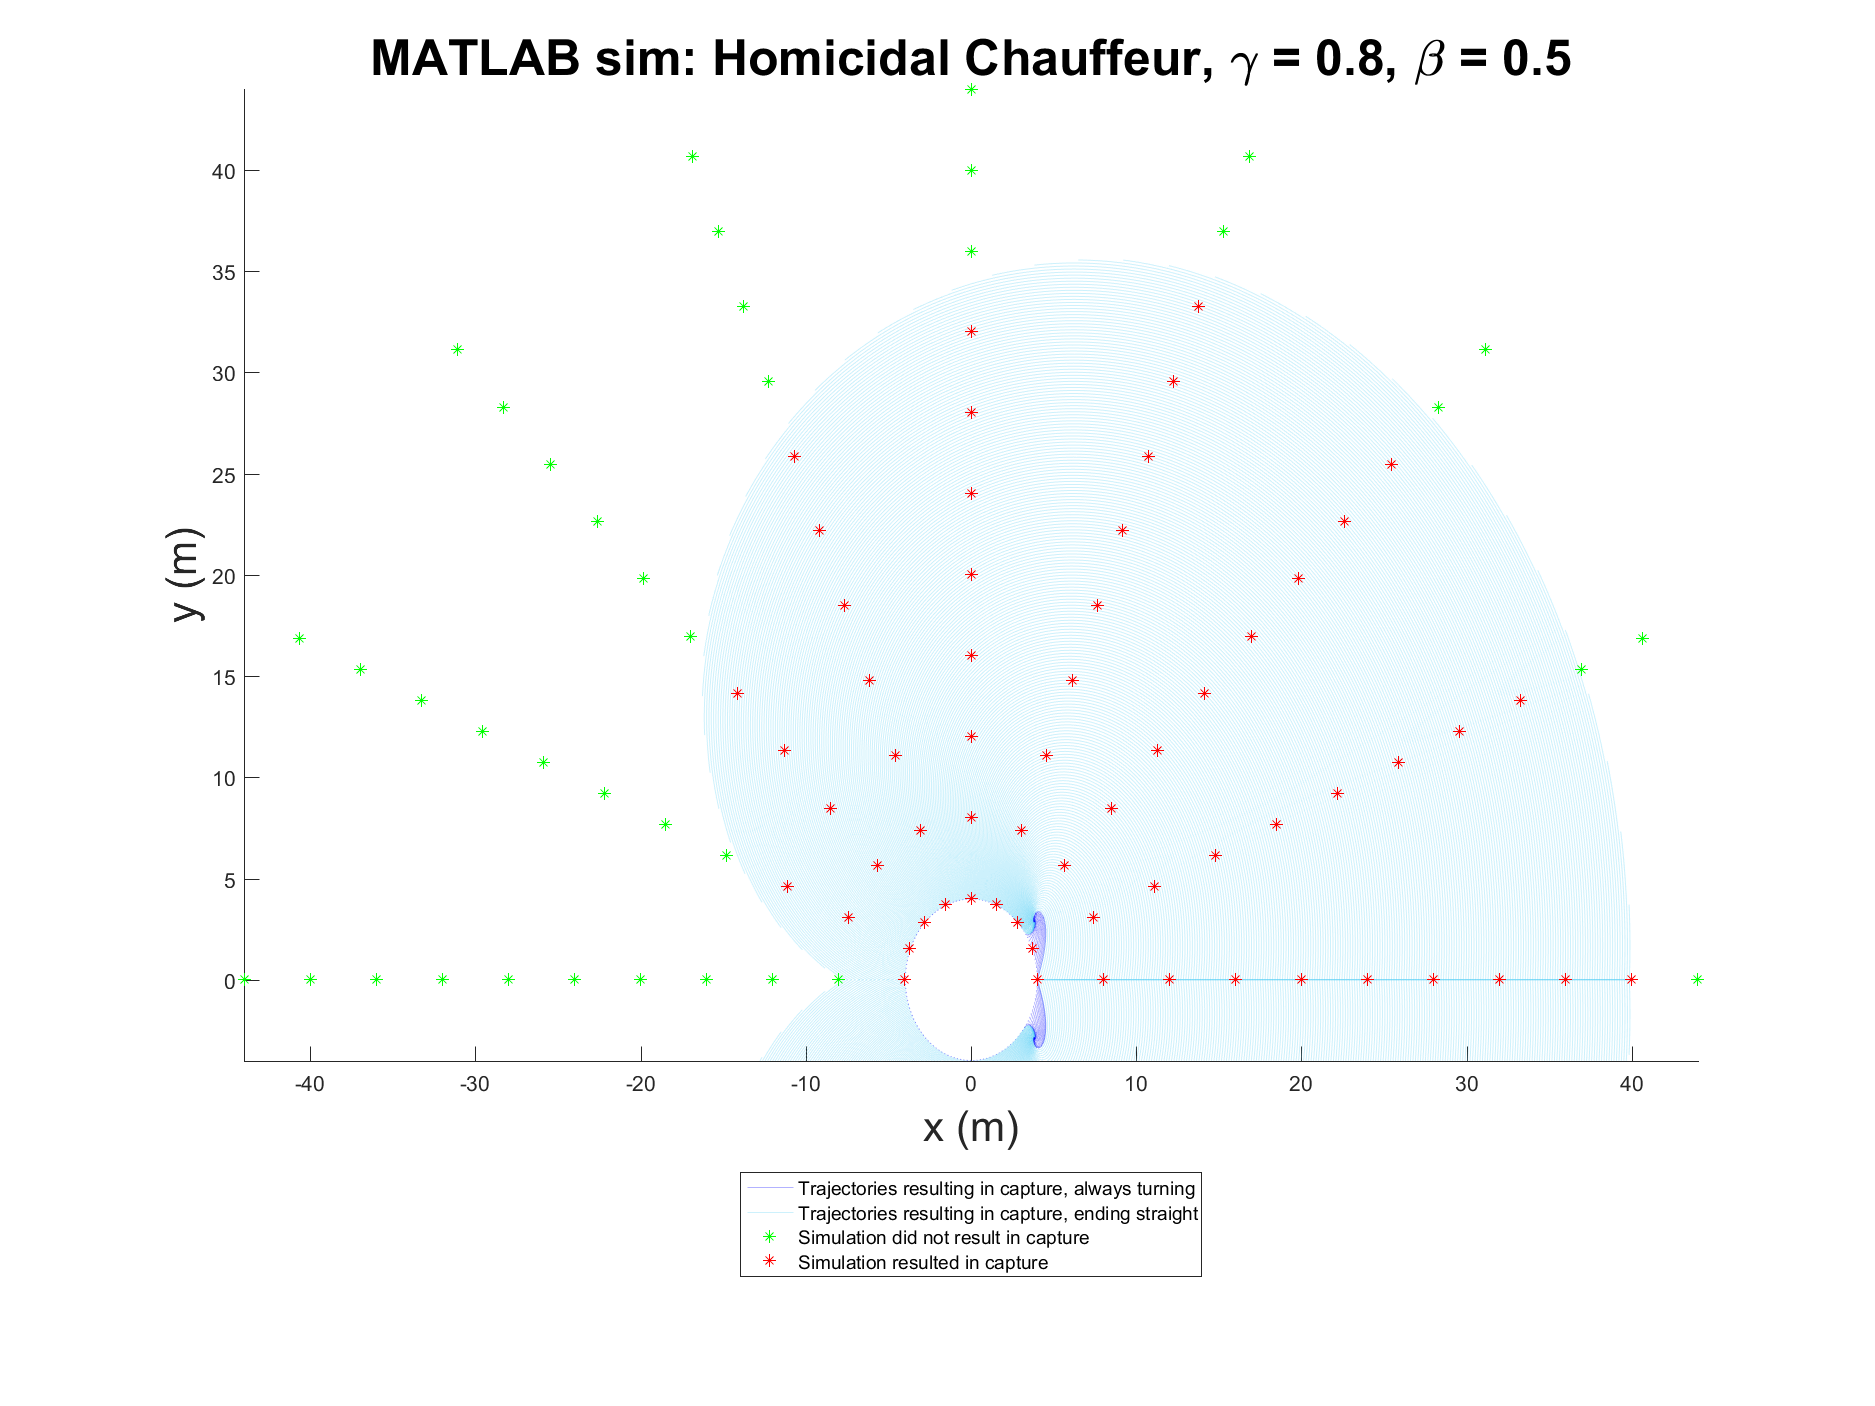 MATLAB sim: Homicidal Chauffeur, γ = 0.8, β = 0.5
40
35
30
25
20
15
10
5
0
y (m)
-40 -30 -20 -10 0 10 20 30 40
x (m)
Trajectories resulting in capture, always turning
Trajectories resulting in capture, ending straight
Simulation did not result in capture
Simulation resulted in capture